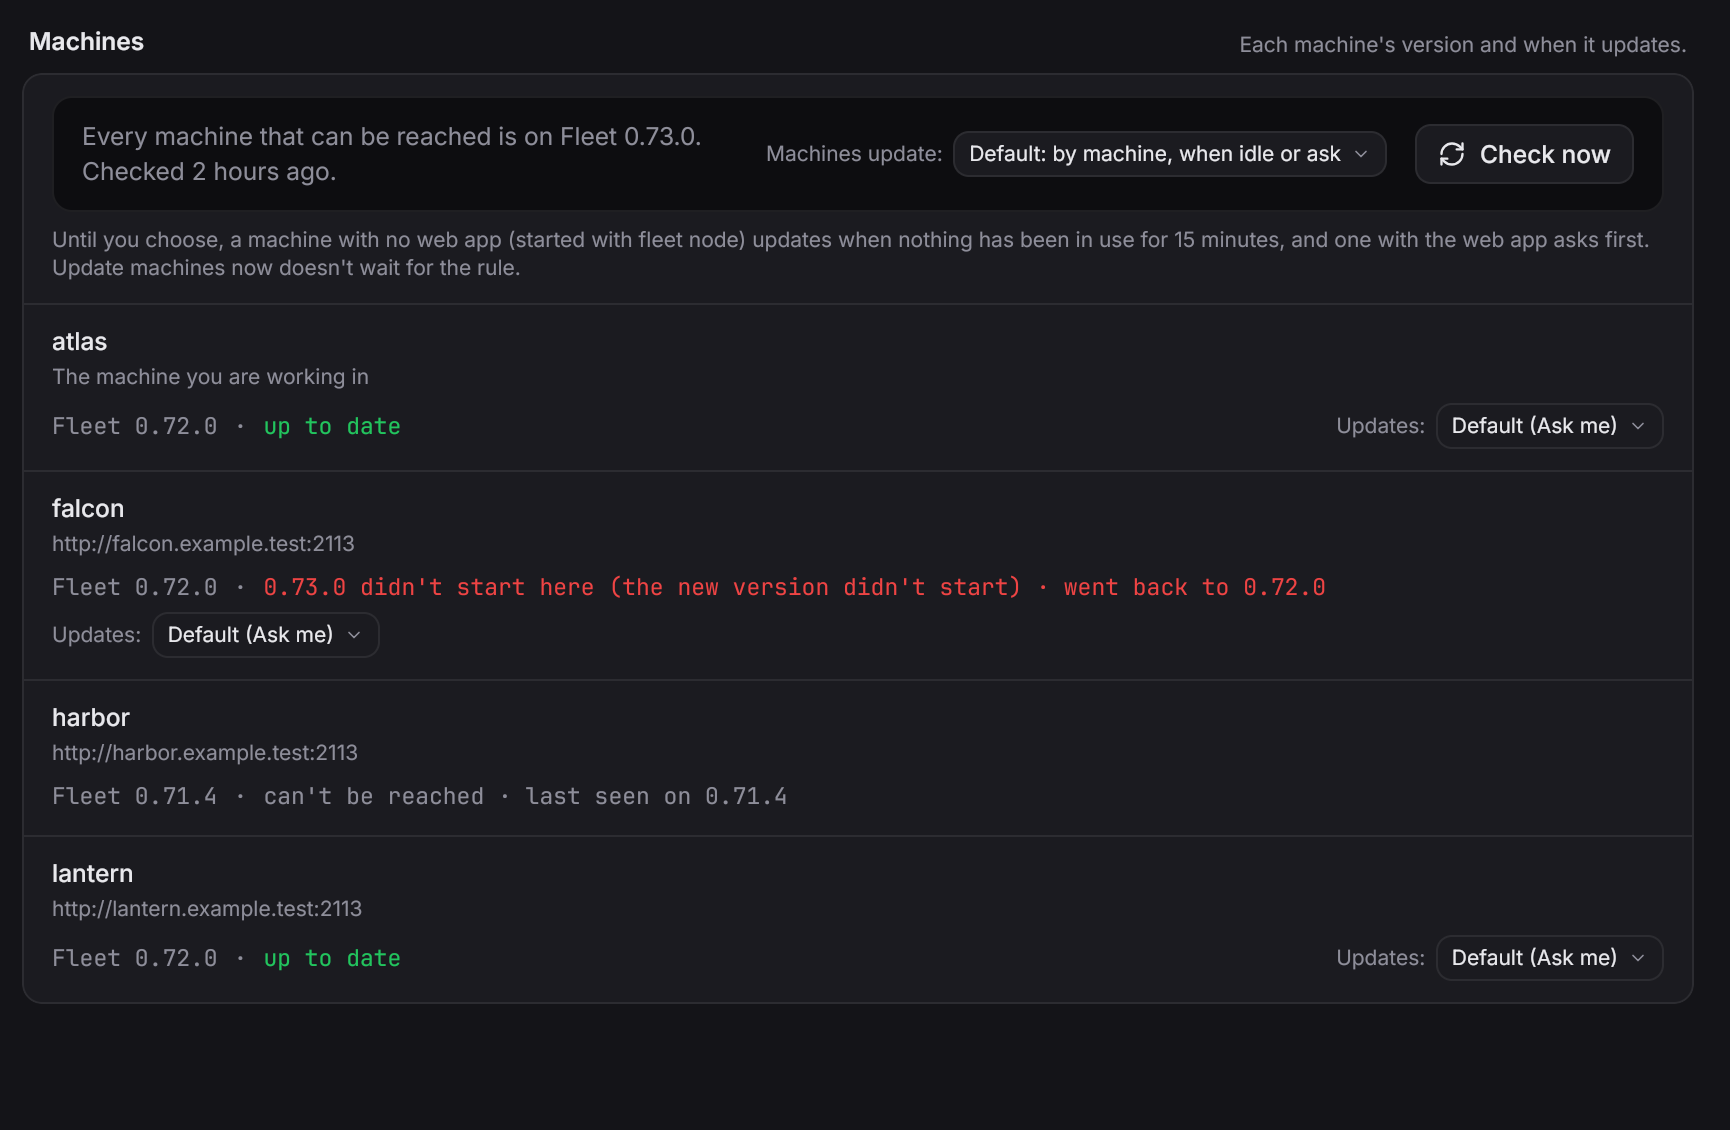 Machines
Each machine's version and when it updates.
Every machine that can be reached is on Fleet 0.73.0.
Checked 2 hours ago.
Machines update: Default: by machine, when idle or ask
Check now
Until you choose, a machine with no web app (started with fleet node) updates when nothing has been in use for 15 minutes, and one with the web app asks first.
Update machines now doesn't wait for the rule.
atlas
The machine you are working in
Fleet 0.72.0 · up to date
Updates: Default (Ask me)
falcon
http://falcon.example.test:2113
Fleet 0.72.0 · 0.73.0 didn't start here (the new version didn't start) · went back to 0.72.0
Updates: Default (Ask me)
harbor
http://harbor.example.test:2113
Fleet 0.71.4 · can't be reached · last seen on 0.71.4
lantern
http://lantern.example.test:2113
Fleet 0.72.0 · up to date
Updates: Default (Ask me)